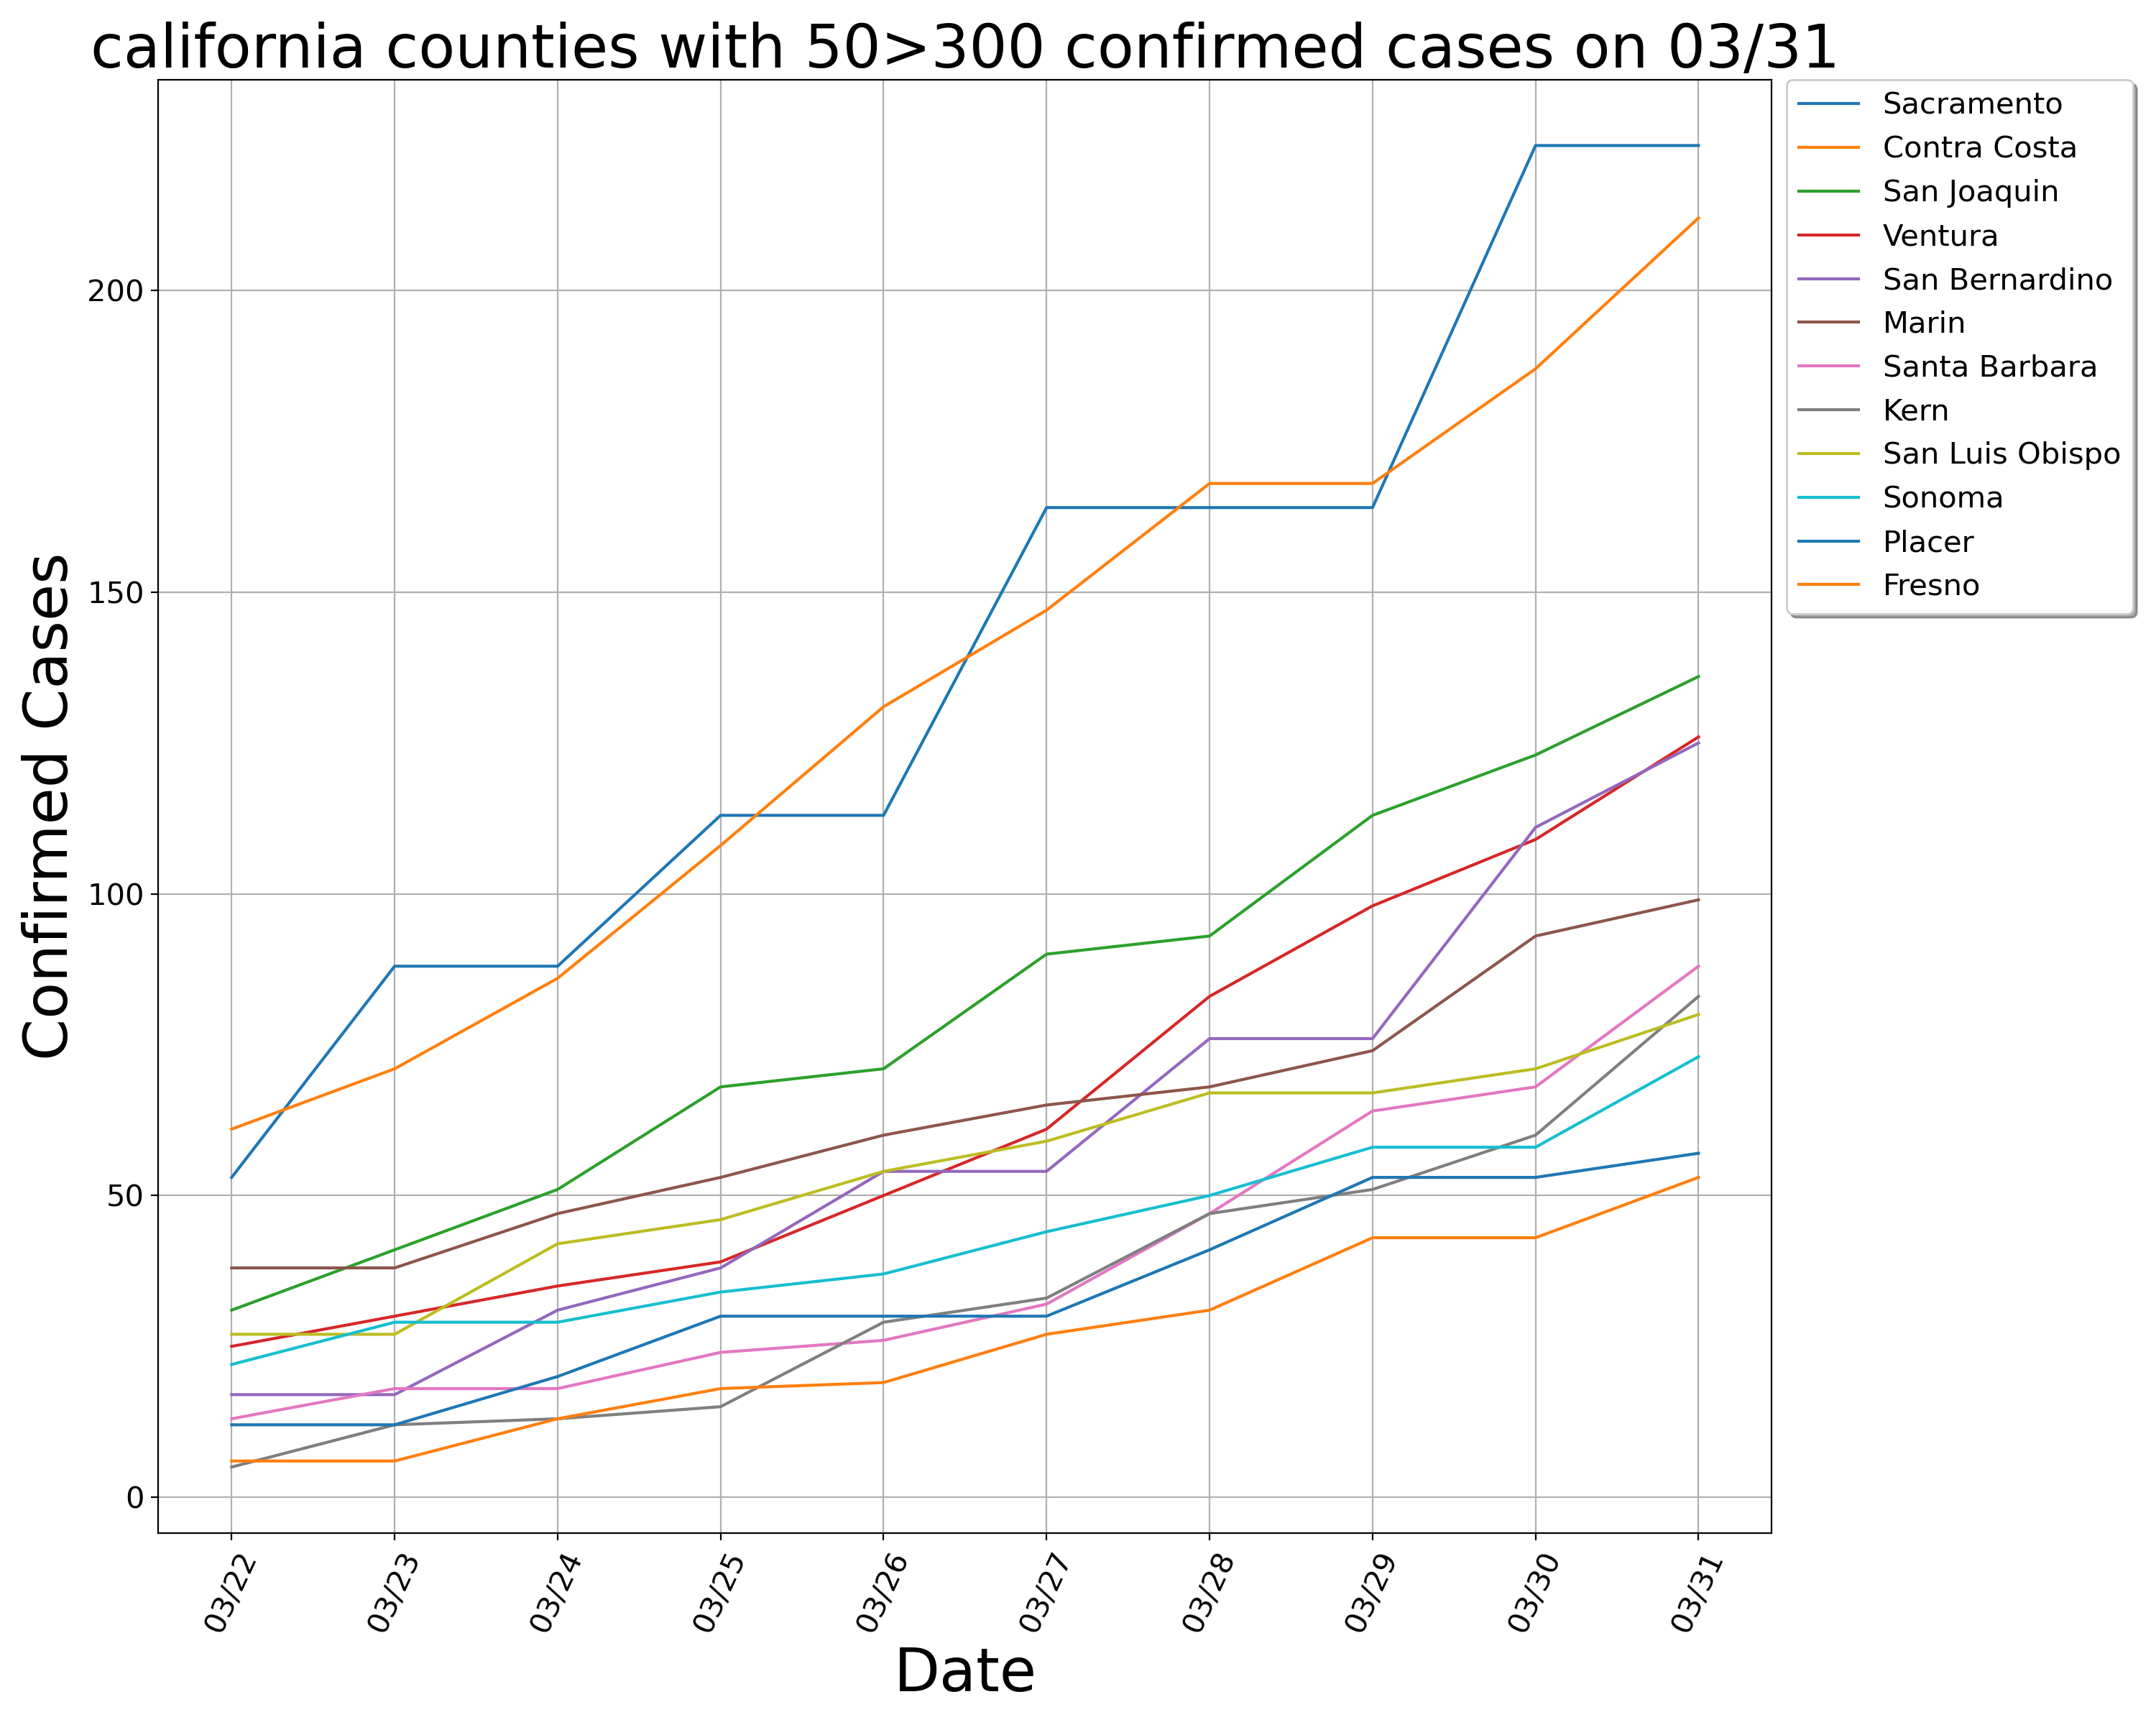 california counties with 50>300 confirmed cases on 03/31
Sacramento
Contra Costa
San Joaquin
Ventura
San Bernardino
Marin
Santa Barbara
Kern
San Luis Obispo
Sonoma
Placer
Fresno
Confirmed Cases
200
150
100
50
0
03/22
03/23
03/24
03/25
03/26
03/27
03/28
03/29
03/30
03/31
Date